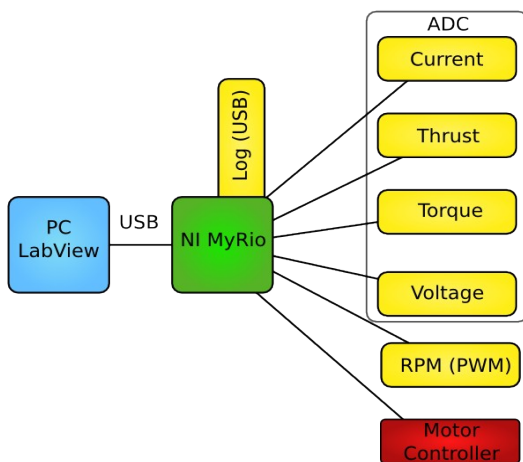 ADC
Current
Log (USB)
Thrust
PC
LabView
USB
NI MyRio
Torque
Voltage
RPM (PWM)
Motor
Controller